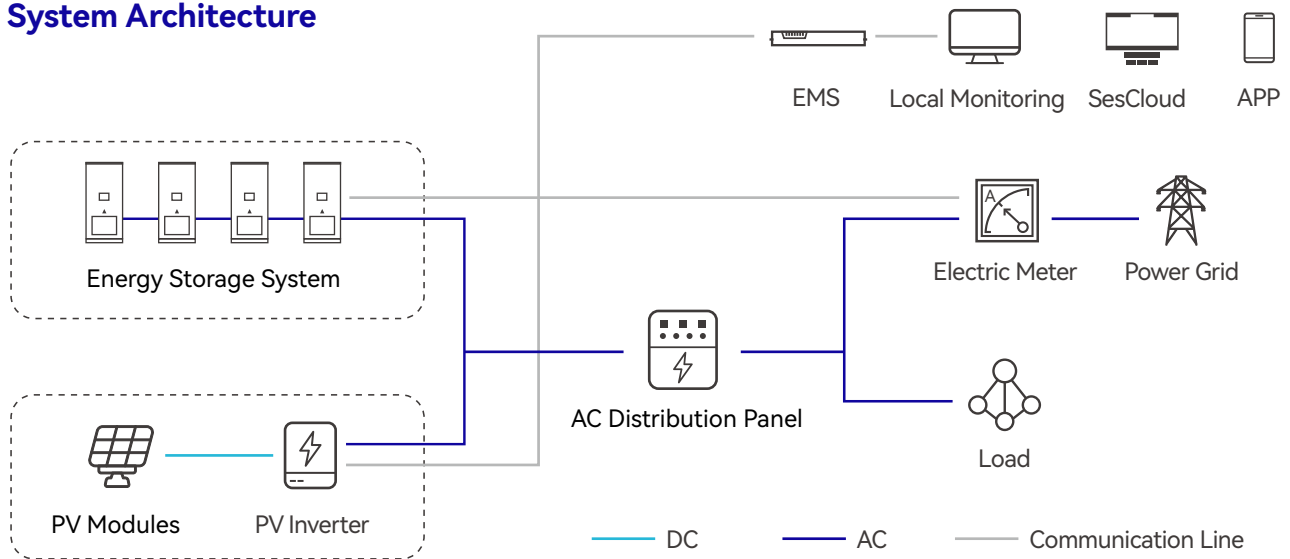 System Architecture
EMS
Local Monitoring
SesCloud
APP
Energy Storage System
A
Electric Meter
Power Grid
AC Distribution Panel
Load
PV Modules
PV Inverter
DC
AC
Communication Line